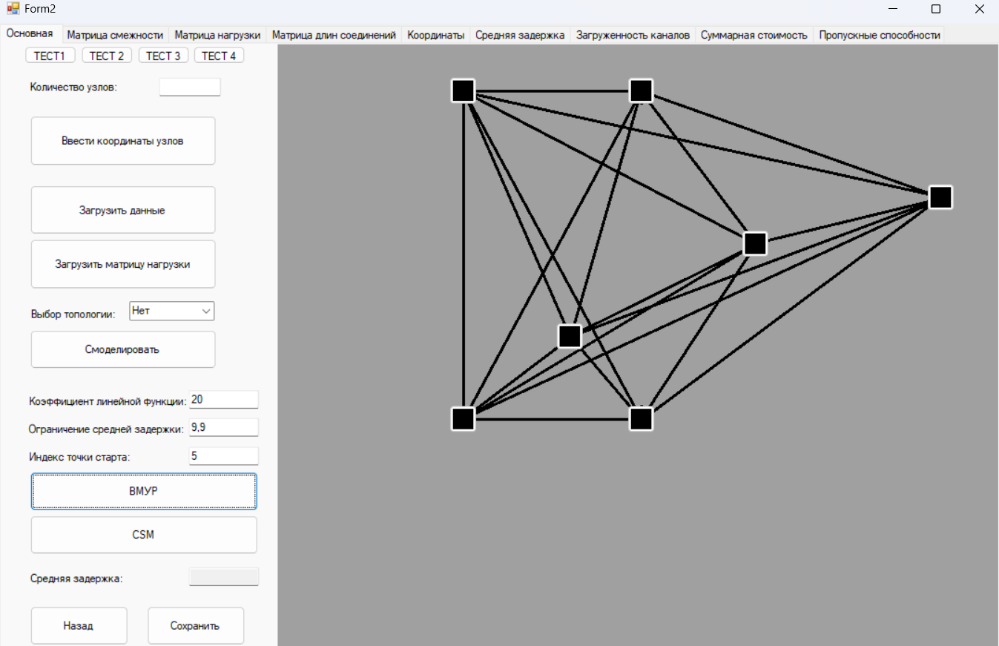 Form2
Основная Матрица смежности Матрица нагрузки Матрица длин соединений Координаты Средняя задержка Загруженность каналов Суммарная стоимость Пропускные способности
ТЕСТ1 ТЕСТ 2 ТЕСТ 3 ТЕСТ 4
Количество узлов:
Ввести координаты узлов
Загрузить данные
Загрузить матрицу нагрузки
Выбор топологии: Нет
Смоделировать
Коэффициент линейной функции: 20
Ограничение средней задержки: 9,9
Индекс точки старта: 5
ВМУР
CSM
Средняя задержка:
Назад Сохранить